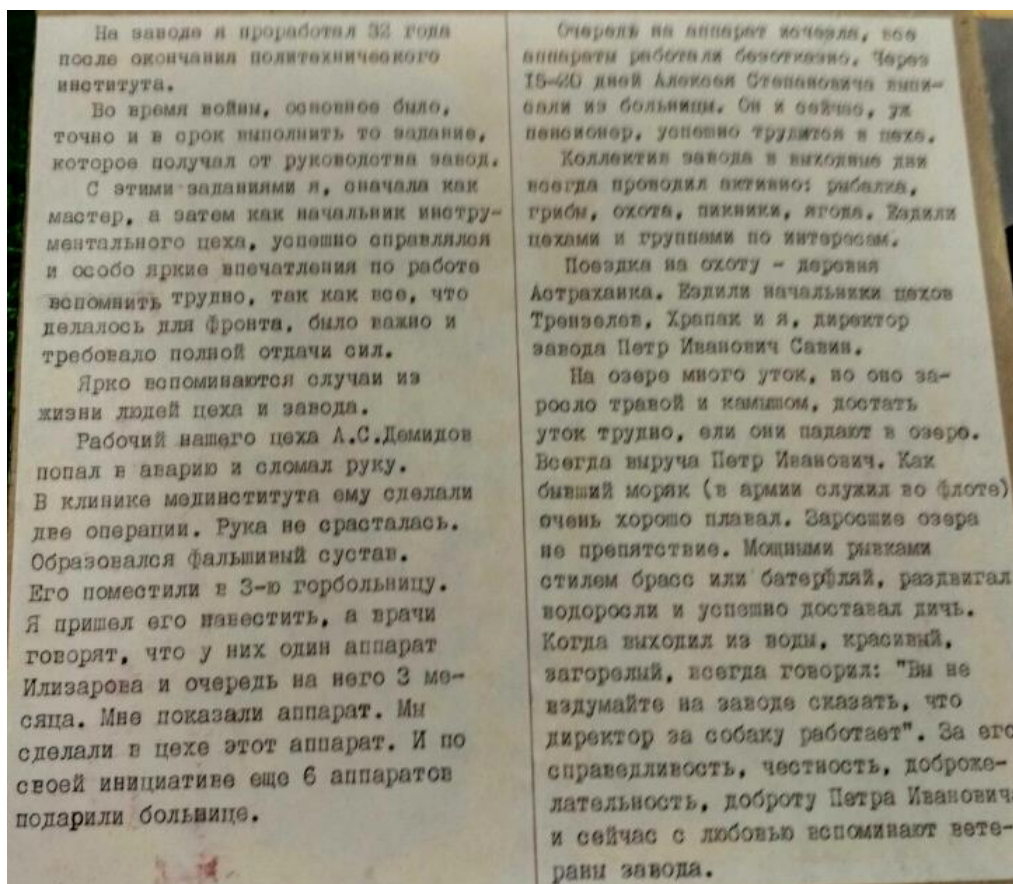 На заводе я проработал 32 года
после окончания политехнического
института.
Во время войны, основное было,
точно и в срок выполнить то задание,
которое получал от руководства завод.
С этими заданиями я, сначала как
мастер, а затем как начальник инстру-
ментального цеха, успешно справлялся
и особо яркие впечатления по работе
вспомнить трудно, так как все, что
делалось для фронта, было важно и
требовало полной отдачи сил.
Ярко вспоминаются случаи из
жизни людей цеха и завода.
Рабочий нашего цеха А.С.Демидов
попал в аварию и сломал руку.
В клинике мединститута ему сделали
две операции. Рука не срасталась.
Образовался фальшивый сустав.
Его поместили в 3-ю горбольницу.
Я пришел его навестить, а врачи
говорят, что у них один аппарат
Илизарова и очередь на него 3 ме-
сяца. Мне показали аппарат. Мы
сделали в цехе этот аппарат. И по
своей инициативе еще 6 аппаратов
подарили больнице.
Очередь на аппарат исчезла, все
аппараты работали безотказно. Через
15-20 дней Алексея Степановича выпи-
сали из больницы. Он и сейчас, уж
пенсионер, успешно трудится в цехе.
Коллектив завода в выходные дни
всегда проводил активно: рыбалка,
грибы, охота, пикники, ягода. Ездили
цехами и группами по интересам.
Поездка на охоту - деревня
Астраханка. Ездили начальники цехов
Трензелев, Храпак и я, директор
завода Петр Иванович Савин.
На озере много уток, но оно за-
росло травой и камышом, достать
уток трудно, ели они падают в озеро.
Всегда выруча Петр Иванович. Как
бывший моряк (в армии служил во флоте)
очень хорошо плавал. Заросшие озера
не препятствие. Мощными рывками
стилем брасс или батерфляй, раздвигал
водоросли и успешно доставал дичь.
Когда выходил из воды, красивый,
загорелый, всегда говорил: "Вы не
вздумайте на заводе сказать, что
директор за собаку работает". За его
справедливость, честность, доброже-
лательность, доброту Петра Ивановича
и сейчас с любовью вспоминают вете-
раны завода.